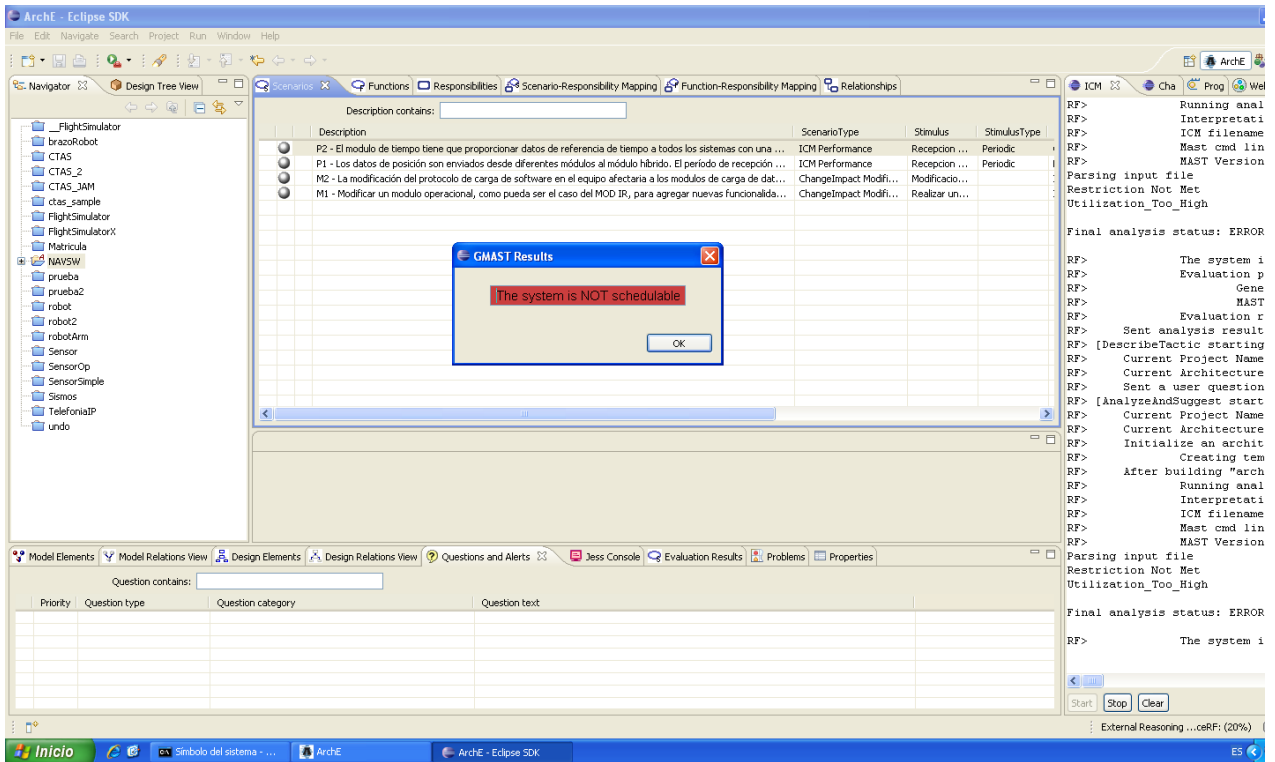 ArchE - Eclipse SDK
File Edit Navigate Search Project Run Window Help
ArchE
Navigator
Design Tree View
__FlightSimulator
brazoRobot
CTAS
CTAS_2
CTAS_JAM
ctas_sample
FlightSimulator
FlightSimulatorX
Matricula
NAVSW
prueba
prueba2
robot
robot2
robotArm
Sensor
SensorOp
SensorSimple
Sismos
TelefoniaIP
undo
Scenarios Functions Responsibilities Scenario-Responsibility Mapping Function-Responsibility Mapping Relationships
Description contains:
Description ScenarioType Stimulus StimulusType
P2 - El modulo de tiempo tiene que proporcionar datos de referencia de tiempo a todos los sistemas con una ... ICM Performance Recepcion ... Periodic
P1 - Los datos de posición son enviados desde diferentes módulos al módulo híbrido. El período de recepción ... ICM Performance Recepcion ... Periodic
M2 - La modificación del protocolo de carga de software en el equipo afectaria a los modulos de carga de dat... ChangeImpact Modifi... Modificacio...
M1 - Modificar un modulo operacional, como pueda ser el caso del MOD IR, para agregar nuevas funcionalida... ChangeImpact Modifi... Realizar un...
GMAST Results
The system is NOT schedulable
OK
Model Elements Model Relations View Design Elements Design Relations View Questions and Alerts Jess Console Evaluation Results Problems Properties
Question contains:
Priority Question type Question category Question text
ICM Cha Prog Wel
RF> Running anal
RF> Interpretati
RF> ICM filename
RF> Mast cmd lin
RF> MAST Version
Parsing input file
Restriction Not Met
Utilization_Too_High
Final analysis status: ERROR
RF> The system i
RF> Evaluation p
RF> Gene
RF> MAST
RF> Evaluation r
RF> Sent analysis result
RF> [DescribeTactic starting
RF> Current Project Name
RF> Current Architecture
RF> Sent a user question
RF> [AnalyzeAndSuggest start
RF> Current Project Name
RF> Current Architecture
RF> Initialize an archit
RF> Creating tem
RF> After building "arch
RF> Running anal
RF> Interpretati
RF> ICM filename
RF> Mast cmd lin
RF> MAST Version
Parsing input file
Restriction Not Met
Utilization_Too_High
Final analysis status: ERROR
RF> The system i
Start Stop Clear
External Reasoning ...ceRF: (20%)
Inicio
Símbolo del sistema - ...
ArchE
ArchE - Eclipse SDK
ES